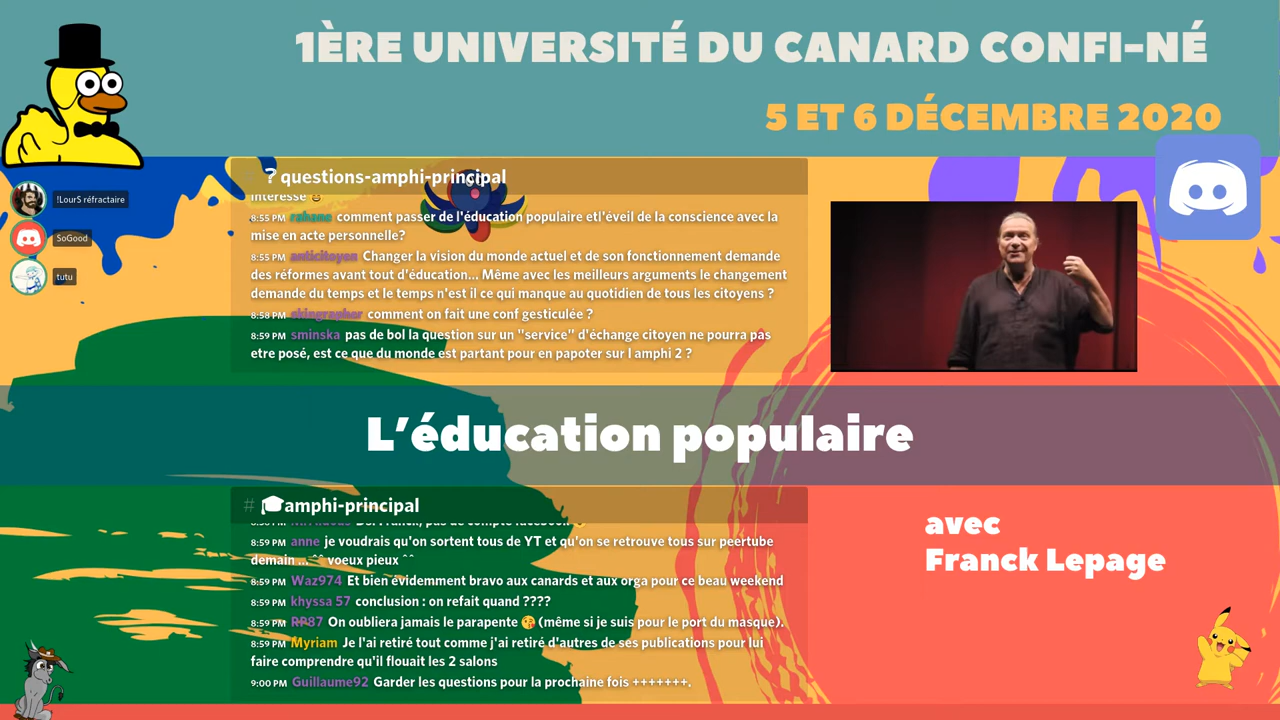 1ÈRE UNIVERSITÉ DU CANARD CONFI-NÉ
5 ET 6 DÉCEMBRE 2020
!LourS réfractaire
SoGood
tutu
# ? questions-amphi-principal
interessé
8:55 PM rahane comment passer de l'éducation populaire etl'éveil de la conscience avec la
mise en acte personnelle?
8:55 PM anticitoyen Changer la vision du monde actuel et de son fonctionnement demande
des réformes avant tout d'éducation... Même avec les meilleurs arguments le changement
demande du temps et le temps n'est il ce qui manque au quotidien de tous les citoyens ?
8:58 PM skiagraphor comment on fait une conf gesticulée ?
8:59 PM sminska pas de bol la question sur un "service" d'échange citoyen ne pourra pas
etre posé, est ce que du monde est partant pour en papoter sur l amphi 2 ?
L'éducation populaire
# amphi-principal
pas de compte facebook
8:59 PM anne je voudrais qu'on sortent tous de YT et qu'on se retrouve tous sur peertube
demain ... ^^ voeux pieux ^^
8:59 PM Waz974 Et bien évidemment bravo aux canards et aux orga pour ce beau weekend
8:59 PM khyssa 57 conclusion : on refait quand ????
8:59 PM RP87 On oubliera jamais le parapente 😘 (même si je suis pour le port du masque).
8:59 PM Myriam Je l'ai retiré tout comme j'ai retiré d'autres de ses publications pour lui
faire comprendre qu'il flouait les 2 salons
9:00 PM Guillaume92 Garder les questions pour la prochaine fois +++++++.
avec
Franck Lepage